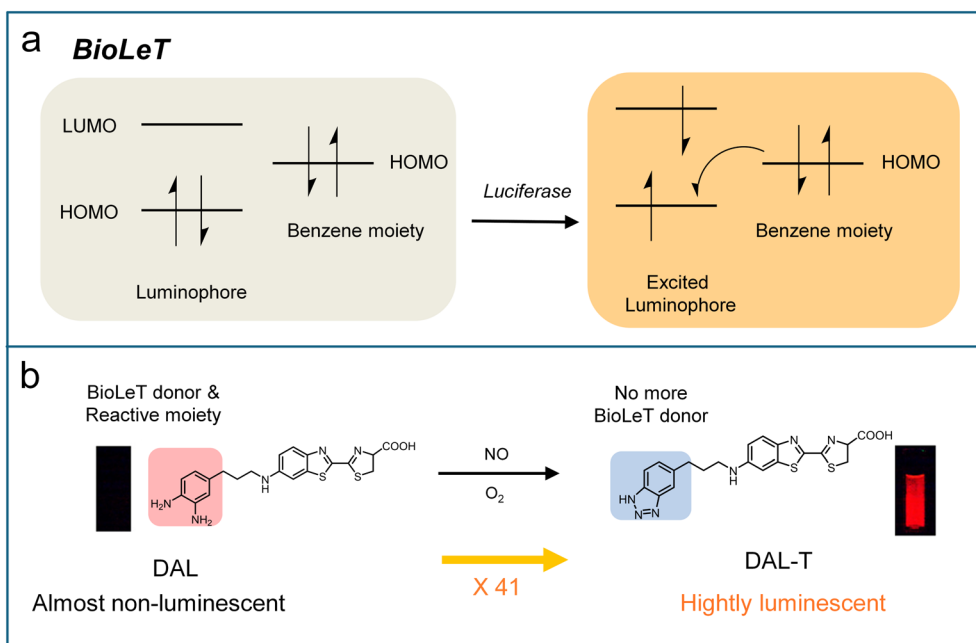 a
BioLeT
LUMO
HOMO
HOMO
Benzene moiety
Luminophore
Luciferase
HOMO
Benzene moiety
Excited
Luminophore
b
BioLeT donor &
Reactive moiety
H₂N
NH₂
N
H
N
S
N
S
COOH
DAL
Almost non-luminescent
NO
O₂
X 41
No more
BioLeT donor
HN
N
N
N
H
N
S
N
S
COOH
DAL-T
Hightly luminescent